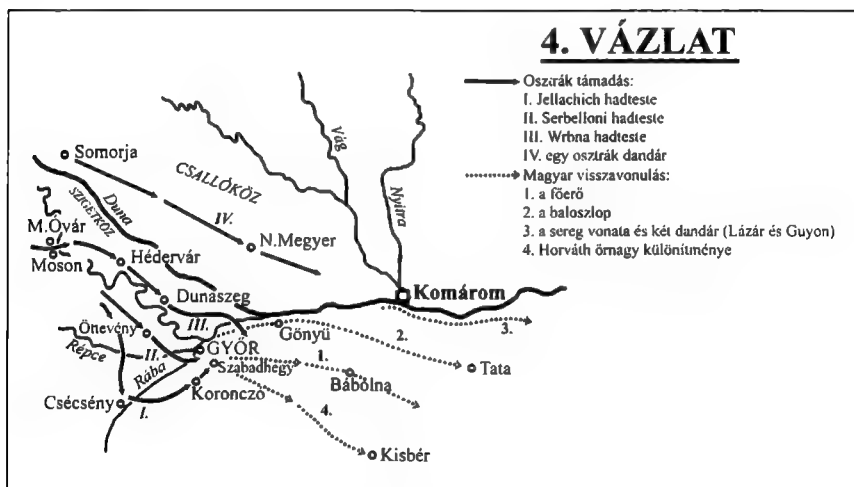 4. VÁZLAT
Osztrák támadás:
I. Jellachich hadteste
II. Serbelloni hadteste
III. Wrbna hadteste
IV. egy osztrák dandár
Magyar visszavonulás:
1. a főerő
2. a baloszlop
3. a sereg vonata és két dandár (Lázár és Guyon)
4. Horváth őrnagy különítménye
Somorja
CSALLÓKÖZ
Vág
Nyitra
Duna
SZIGETKÖZ
IV.
M.Óvár
N.Megyer
Moson
Hédervár
Dunaszeg
Komárom
III.
3.
Önevény
Gönyü
2.
Répce
II.
GYŐR
1.
Rába
Szabadhegy
Tata
Bábolna
Koronczó
Csécsény
I.
4.
Kisbér